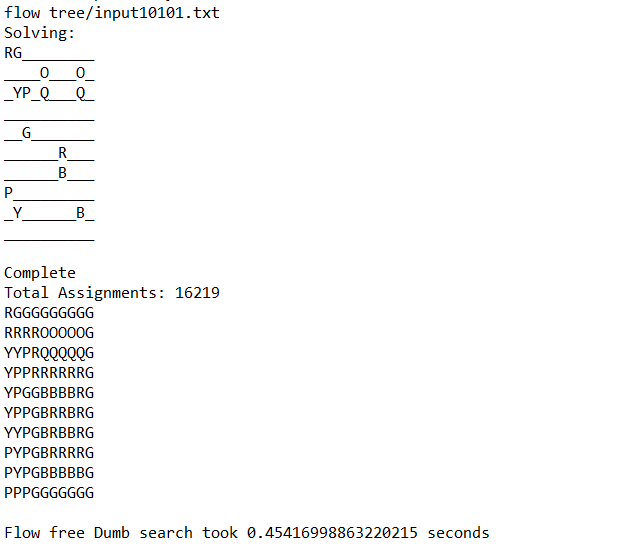 flow tree/input10101.txt
Solving:
RG________
____O___O_
_YP_Q___Q_
__________
__G_______
______R___
______B___
P_________
_Y______B_
__________
Complete
Total Assignments: 16219
RGGGGGGGGG
RRRROOOOOG
YYPRQQQQQG
YPPRRRRRRG
YPGGBBBBRG
YPPGBRRBRG
YYPGBRBBRG
PYPGBRRRRG
PYPGBBBBBG
PPPGGGGGGG
Flow free Dumb search took 0.45416998863220215 seconds